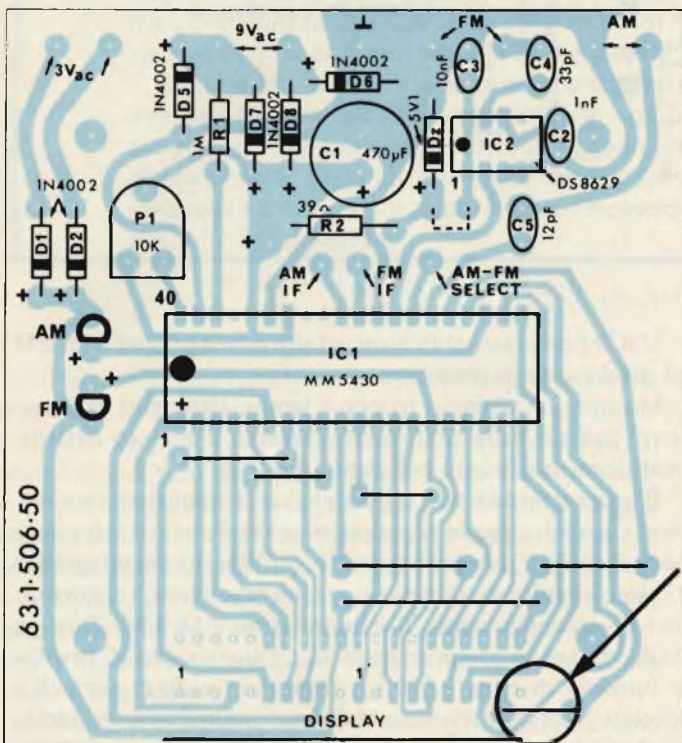 FM
AM
9Vac
3Vac
1N4002
D5
1M
R1
1N4002
D7
D8
1N4002
D6
C1
470µF
5V1
Dz
10nF
C3
C4
33pF
1nF
C2
IC2
1
DS8629
C5
12pF
39Ω
R2
1N4002
D1
D2
P1
10K
AM IF
FM IF
AM-FM SELECT
40
AM
FM
IC1
MM5430
1
63-1-506-50
1
1'
DISPLAY